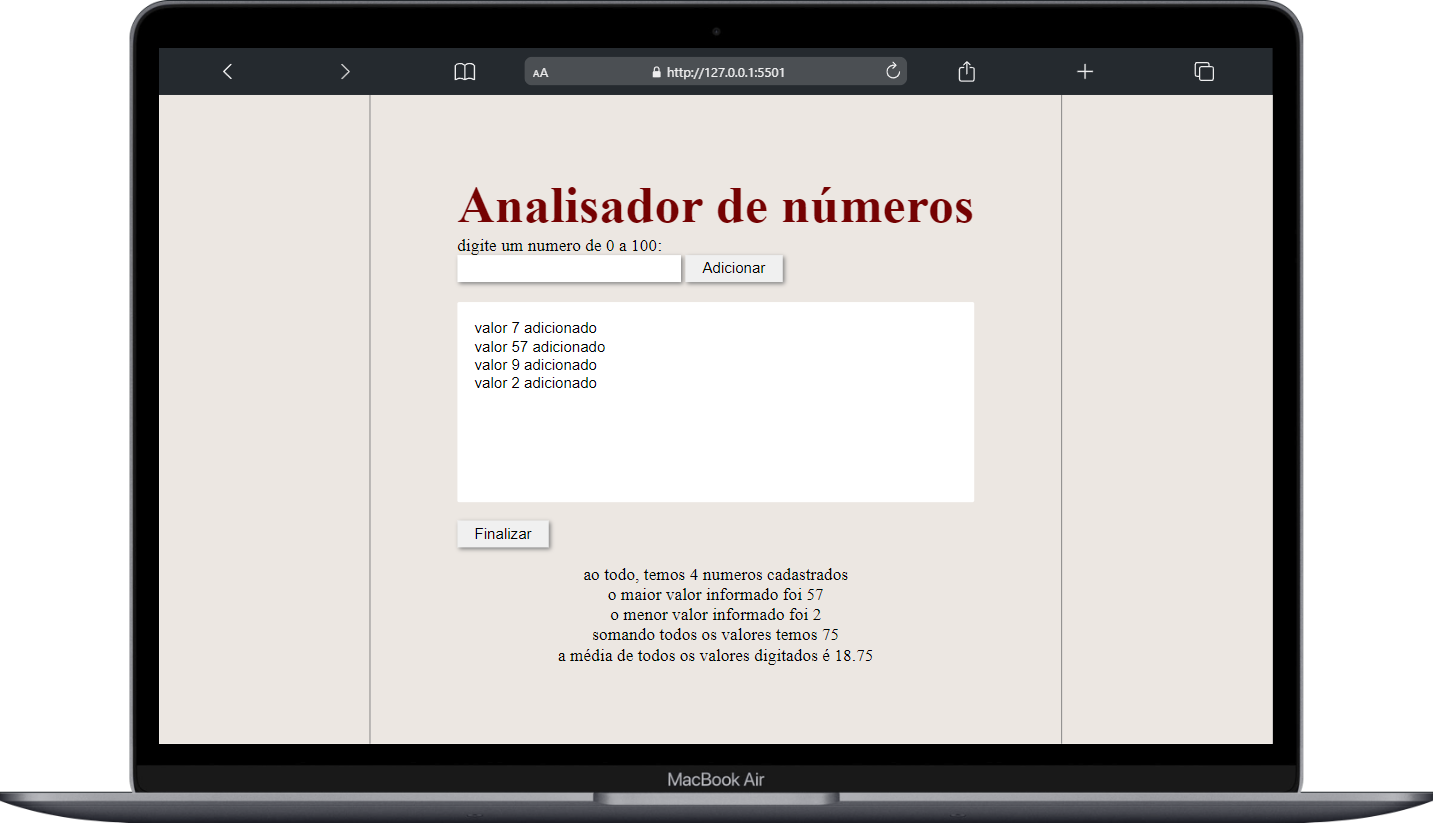 AA
http://127.0.0.1:5501
Analisador de números
digite um numero de 0 a 100:
Adicionar
valor 7 adicionado
valor 57 adicionado
valor 9 adicionado
valor 2 adicionado
Finalizar
ao todo, temos 4 numeros cadastrados
o maior valor informado foi 57
o menor valor informado foi 2
somando todos os valores temos 75
a média de todos os valores digitados é 18.75
MacBook Air